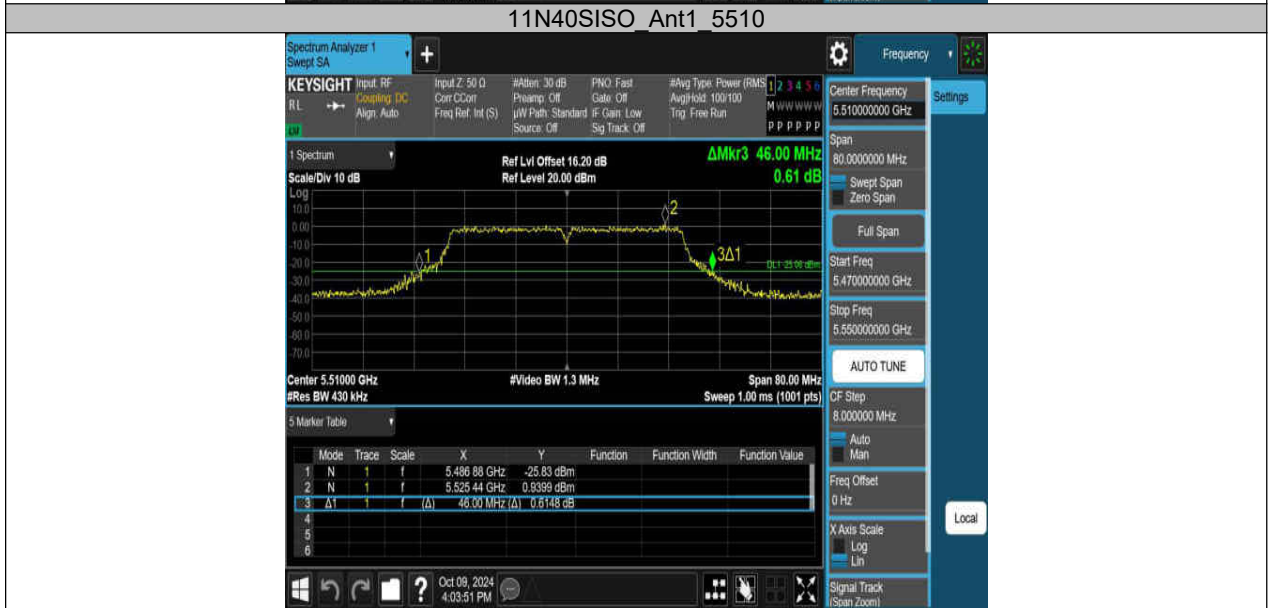 11N40SISO_Ant1_5510
Spectrum Analyzer 1
Swept SA
+
Frequency
KEYSIGHT
RL
Input: RF
Coupling: DC
Align: Auto
Input Z: 50 Ω
Corr CCorr
Freq Ref: Int (S)
#Atten: 30 dB
Preamp: Off
µW Path: Standard
Source: Off
PNO: Fast
Gate: Off
IF Gain: Low
Sig Track: Off
#Avg Type: Power (RMS
Avg|Hold: 100/100
Trig: Free Run
1 2 3 4 5 6
M W W W W W
P P P P P P
Center Frequency
5.510000000 GHz
Settings
Span
80.0000000 MHz
Swept Span
Zero Span
Full Span
Start Freq
5.470000000 GHz
Stop Freq
5.550000000 GHz
AUTO TUNE
CF Step
8.000000 MHz
Auto
Man
Freq Offset
0 Hz
X Axis Scale
Log
Lin
Signal Track
(Span Zoom)
Local
1 Spectrum
Scale/Div 10 dB
Ref Lvl Offset 16.20 dB
Ref Level 20.00 dBm
ΔMkr3 46.00 MHz
0.61 dB
Log
10.0
0.00
-10.0
-20.0
-30.0
-40.0
-50.0
-60.0
-70.0
1
2
3Δ1
DL1 -25.00 dBm
Center 5.51000 GHz
#Res BW 430 kHz
#Video BW 1.3 MHz
Span 80.00 MHz
Sweep 1.00 ms (1001 pts)
5 Marker Table
Mode Trace Scale X Y Function Function Width Function Value
1 N 1 f 5.486 88 GHz -25.83 dBm
2 N 1 f 5.525 44 GHz 0.9399 dBm
3 Δ1 1 f (Δ) 46.00 MHz (Δ) 0.6148 dB
4
5
6
?
Oct 09, 2024
4:03:51 PM